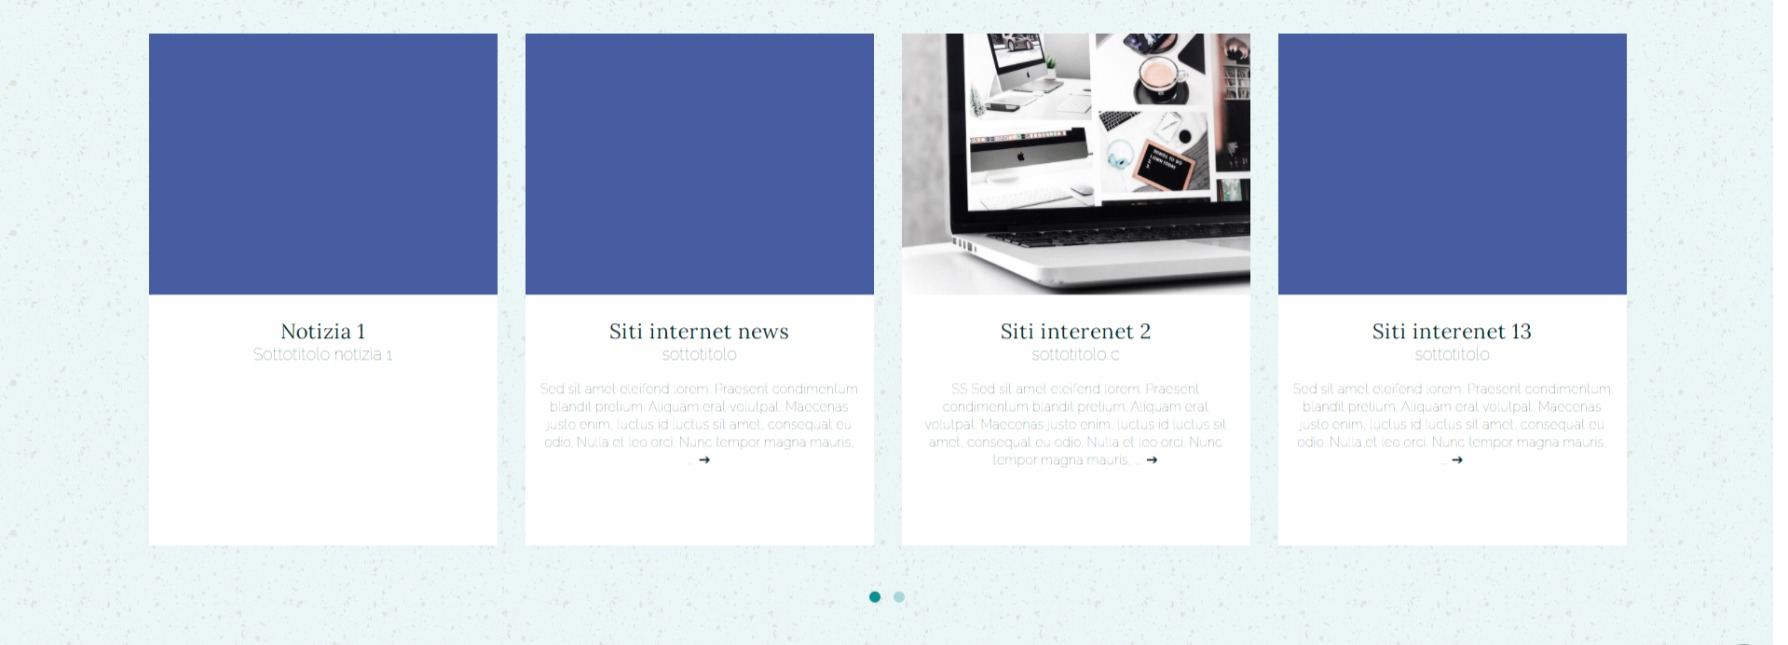 Notizia 1
Sottotitolo notizia 1
Siti internet news
sottotitolo
Sed sit amet eleifend lorem. Praesent condimentum
blandit pretium. Aliquam erat volutpat. Maecenas
justo enim, luctus id luctus sit amet, consequat eu
odio. Nulla et leo orci. Nunc tempor magna mauris,
... ➔
Siti interenet 2
sottotitolo c
SS Sed sit amet eleifend lorem. Praesent
condimentum blandit pretium. Aliquam erat
volutpat. Maecenas justo enim, luctus id luctus sit
amet, consequat eu odio. Nulla et leo orci. Nunc
tempor magna mauris, ... ➔
Siti interenet 13
sottotitolo
Sed sit amet eleifend lorem. Praesent condimentum
blandit pretium. Aliquam erat volutpat. Maecenas
justo enim, luctus id luctus sit amet, consequat eu
odio. Nulla et leo orci. Nunc tempor magna mauris,
... ➔